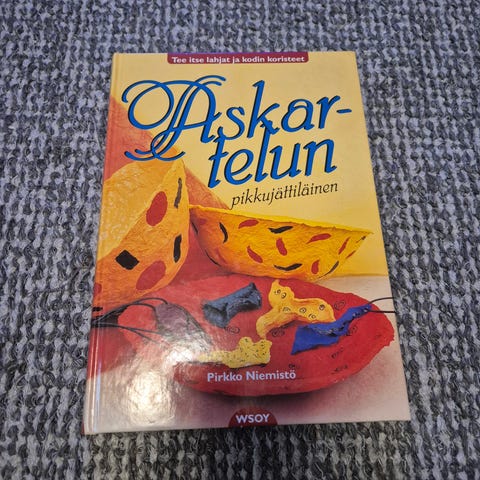 Tee itse lahjat ja kodin koristeet
Askar-
telun
pikkujättiläinen
Pirkko Niemistö
WSOY